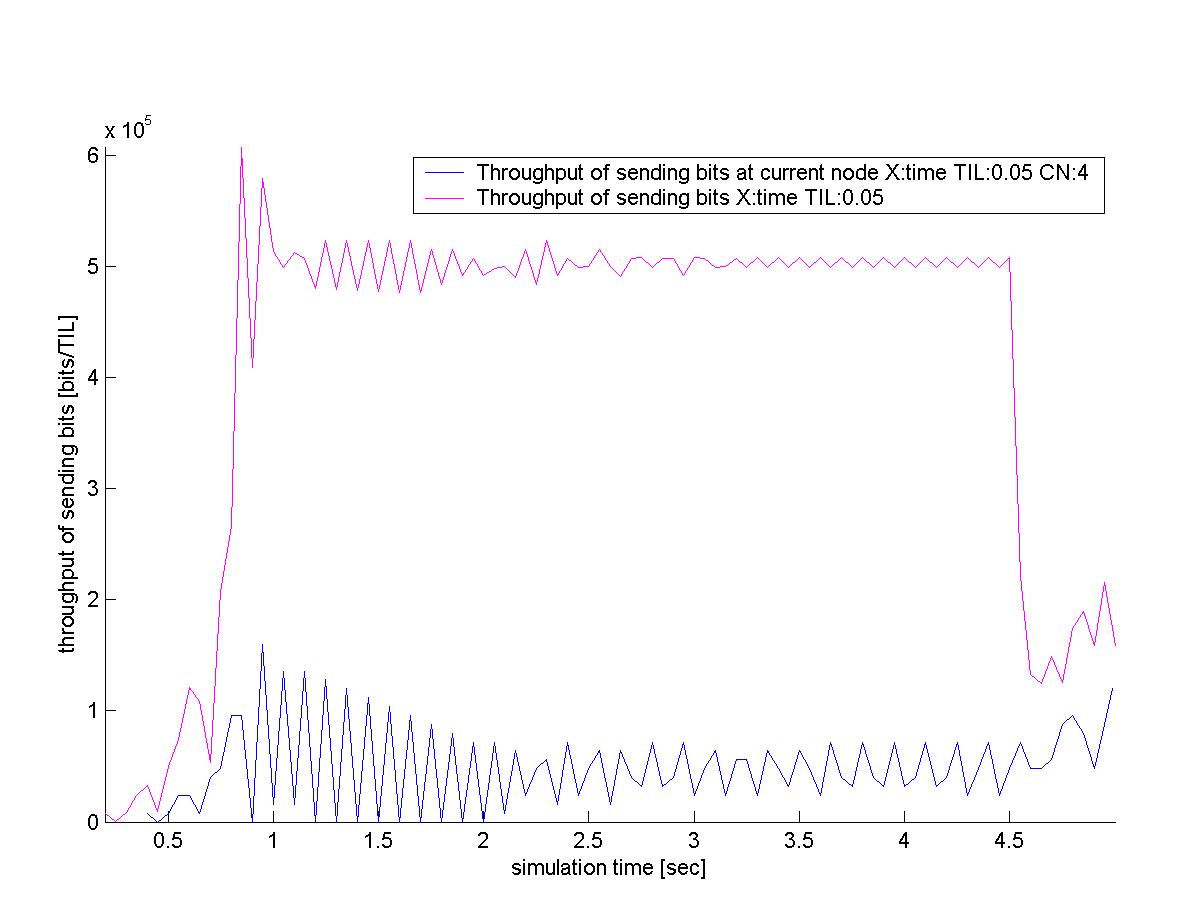 x 10^5
6
5
4
3
2
1
0
throughput of sending bits [bits/TIL]
Throughput of sending bits at current node X:time TIL:0.05 CN:4
Throughput of sending bits X:time TIL:0.05
0.5 1 1.5 2 2.5 3 3.5 4 4.5
simulation time [sec]